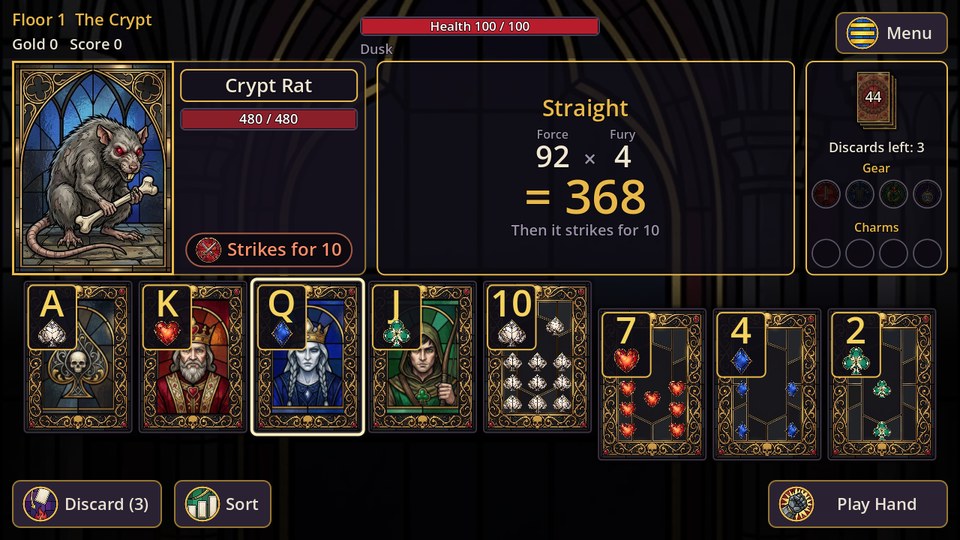 Floor 1 The Crypt
Gold 0 Score 0
Health 100 / 100
Dusk
Menu
Crypt Rat
480 / 480
Strikes for 10
Straight
Force Fury
92 × 4
= 368
Then it strikes for 10
44
Discards left: 3
Gear
Charms
A K Q J 10 7 4 2
Discard (3)
Sort
Play Hand